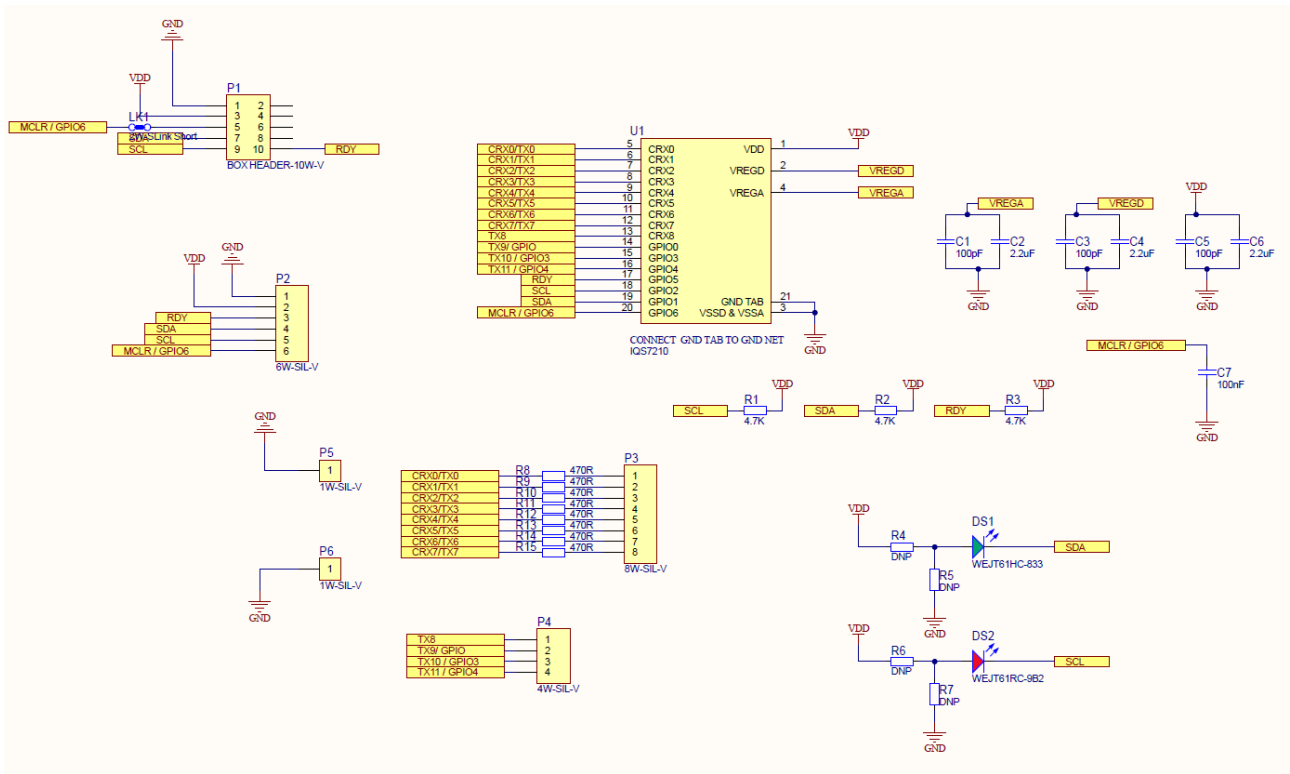 GND
VDD
P1
1 2
3 4
LK1
MCLR / GPIO6
5 6
SW-SLink Short
SDA
7 8
SCL
9 10
RDY
BOX HEADER-10W-V
GND
VDD
P2
1
2
RDY 3
SDA 4
SCL 5
MCLR / GPIO6 6
6W-SIL-V
U1
CRX0/TX0 5 CRX0
CRX1/TX1 6 CRX1
CRX2/TX2 7 CRX2
CRX3/TX3 8 CRX3
CRX4/TX4 9 CRX4
CRX5/TX5 10 CRX5
CRX6/TX6 11 CRX6
CRX7/TX7 12 CRX7
TX8 13 CRX8
TX9/ GPIO 14 GPIO0
TX10 / GPIO3 15 GPIO3
TX11 / GPIO4 16 GPIO4
RDY 17 GPIO5
SCL 18 GPIO2
SDA 19 GPIO1
MCLR / GPIO6 20 GPIO6
VDD 1 VDD
VREGD 2 VREGD
VREGA 4 VREGA
GND TAB 21
VSSD & VSSA 3
GND
CONNECT GND TAB TO GND NET
IQS7210
VREGA
C1 100pF
C2 2.2uF
GND
VREGD
C3 100pF
C4 2.2uF
GND
VDD
C5 100pF
C6 2.2uF
GND
MCLR / GPIO6
C7
100nF
GND
SCL R1 VDD
4.7K
SDA R2 VDD
4.7K
RDY R3 VDD
4.7K
GND
P5
1
1W-SIL-V
P6
1
1W-SIL-V
GND
P3
CRX0/TX0 R8 470R 1
CRX1/TX1 R9 470R 2
CRX2/TX2 R10 470R 3
CRX3/TX3 R11 470R 4
CRX4/TX4 R12 470R 5
CRX5/TX5 R13 470R 6
CRX6/TX6 R14 470R 7
CRX7/TX7 R15 470R 8
8W-SIL-V
P4
TX8 1
TX9/ GPIO 2
TX10 / GPIO3 3
TX11 / GPIO4 4
4W-SIL-V
VDD
R4
DNP
DS1
SDA
WEJT61HC-833
R5
DNP
GND
VDD
R6
DNP
DS2
SCL
WEJT61RC-9B2
R7
DNP
GND